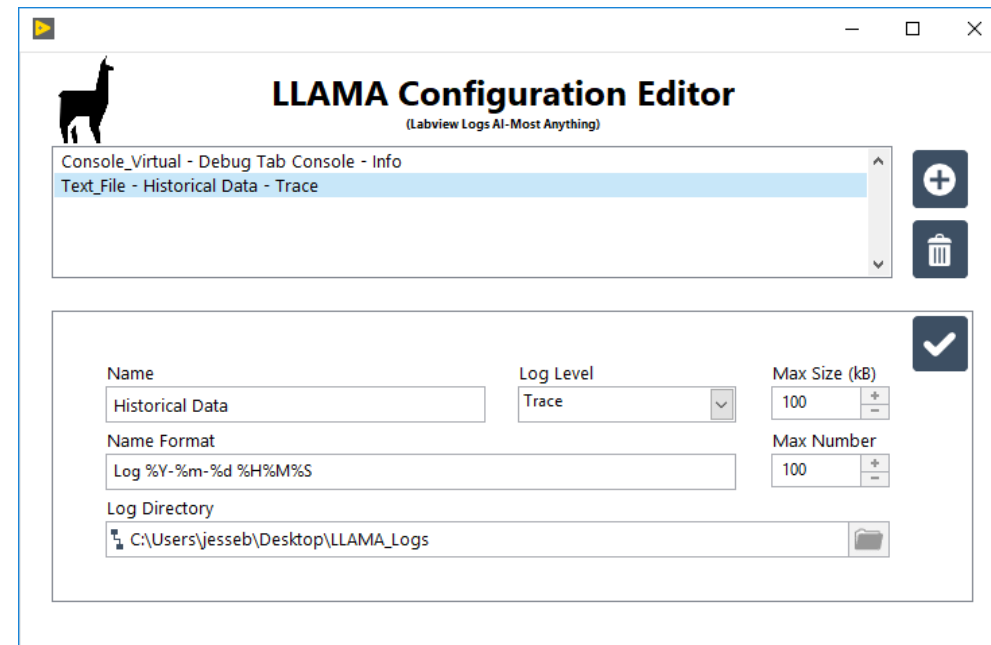 LLAMA Configuration Editor
(Labview Logs Al-Most Anything)
Console_Virtual - Debug Tab Console - Info
Text_File - Historical Data - Trace
Name
Log Level
Max Size (kB)
Historical Data
Trace
100
Name Format
Max Number
Log %Y-%m-%d %H%M%S
100
Log Directory
C:\Users\jesseb\Desktop\LLAMA_Logs